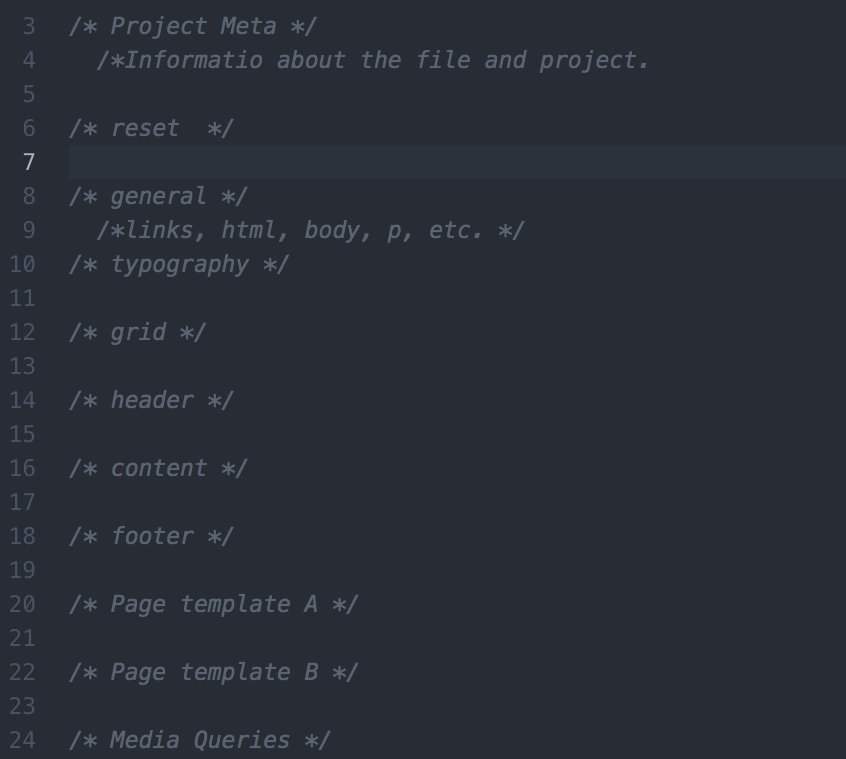 3 /* Project Meta */
4 /*Informatio about the file and project.
5
6 /* reset  */
7
8 /* general */
9 /*links, html, body, p, etc. */
10 /* typography */
11
12 /* grid */
13
14 /* header */
15
16 /* content */
17
18 /* footer */
19
20 /* Page template A */
21
22 /* Page template B */
23
24 /* Media Queries */